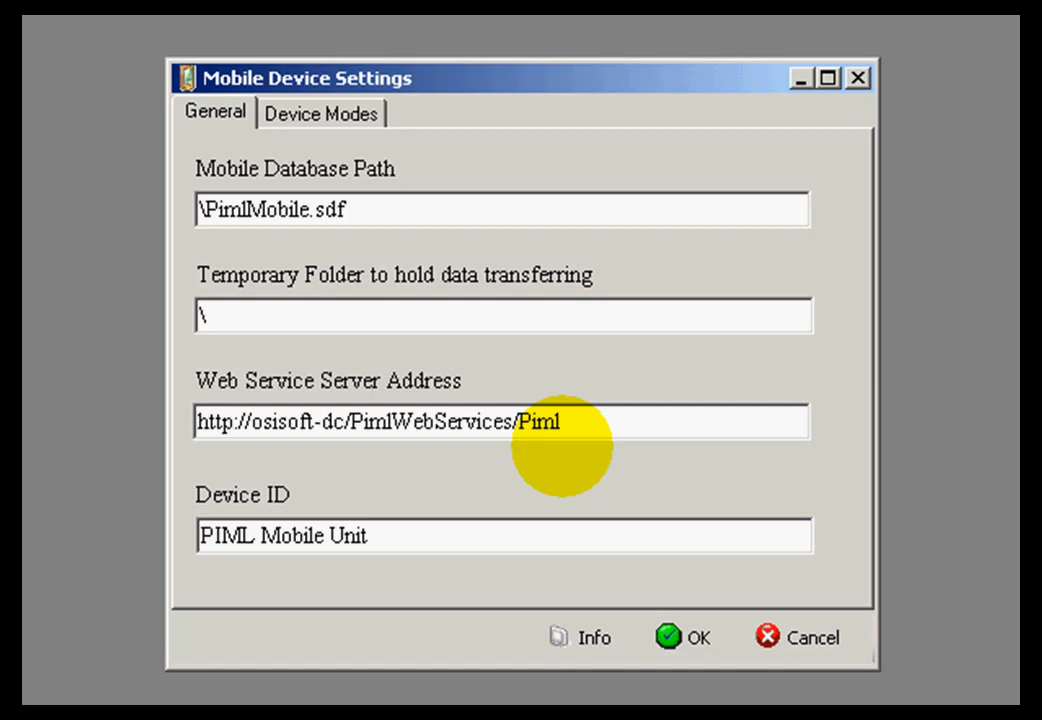 Mobile Device Settings
General Device Modes
Mobile Database Path
\PimlMobile.sdf
Temporary Folder to hold data transferring
\
Web Service Server Address
http://osisoft-dc/PimlWebServices/Piml
Device ID
PIML Mobile Unit
Info OK Cancel